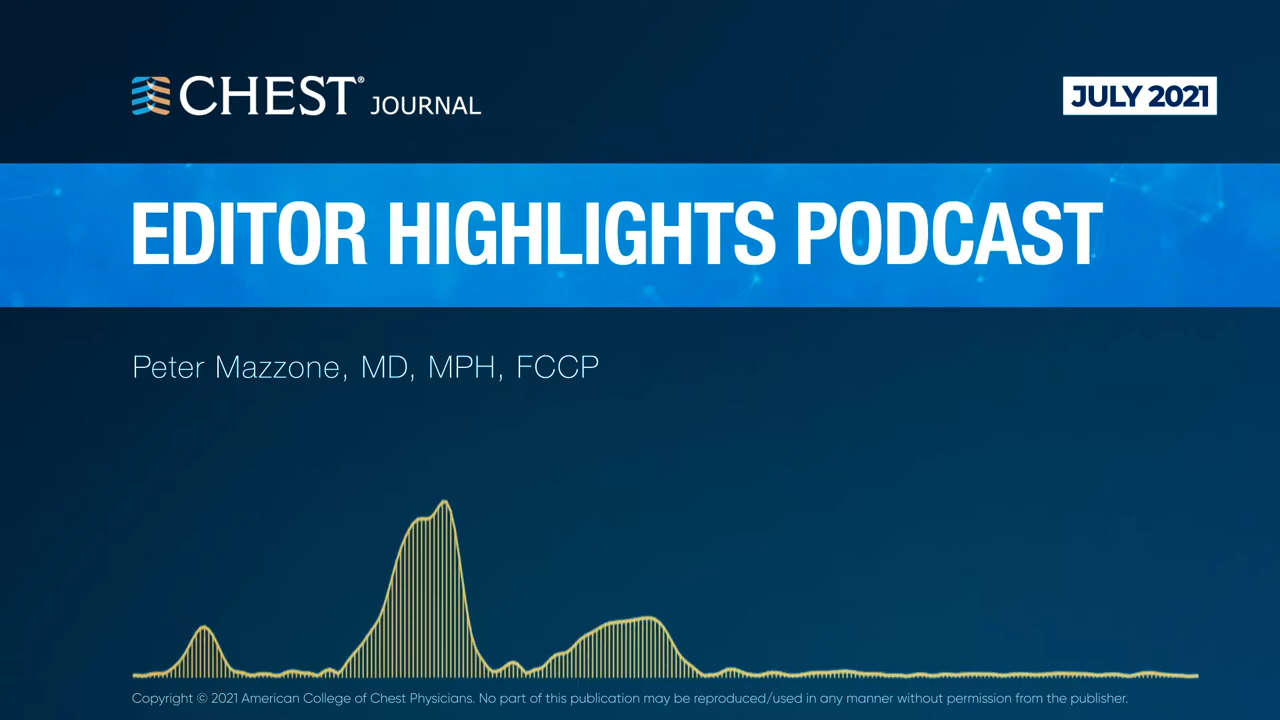 CHEST® JOURNAL
JULY 2021
EDITOR HIGHLIGHTS PODCAST
Peter Mazzone, MD, MPH, FCCP
Copyright © 2021 American College of Chest Physicians. No part of this publication may be reproduced/used in any manner without permission from the publisher.